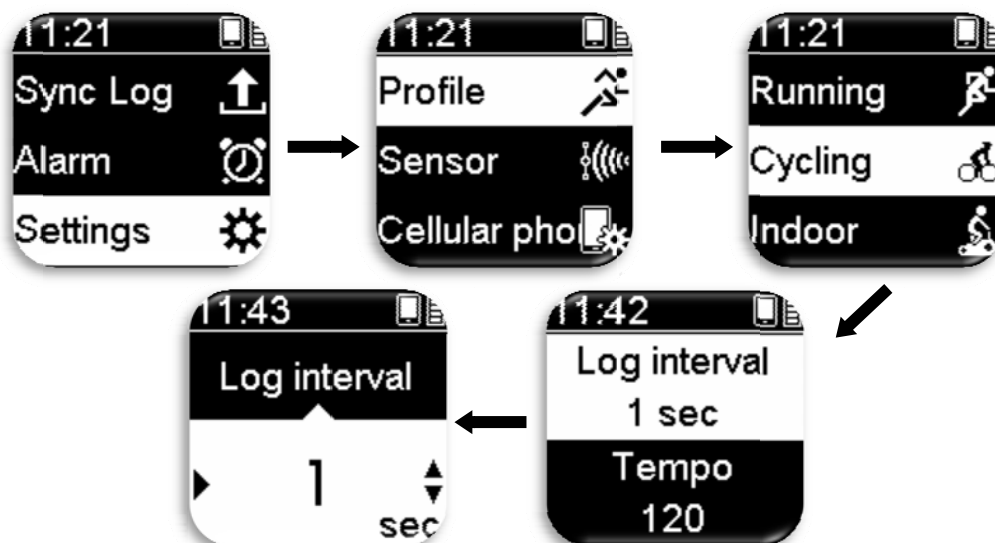 11:21
Sync Log
Alarm
Settings
11:21
Profile
Sensor
Cellular pho
11:21
Running
Cycling
Indoor
11:42
Log interval
1 sec
Tempo
120
11:43
Log interval
1
sec